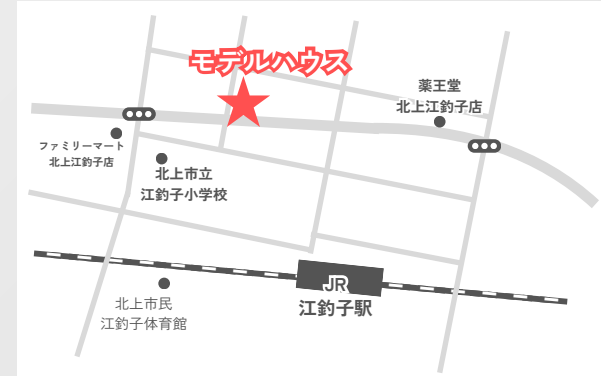 モデルハウス
薬王堂
北上江釣子店
ファミリーマート
北上江釣子店
北上市立
江釣子小学校
JR
江釣子駅
北上市民
江釣子体育館